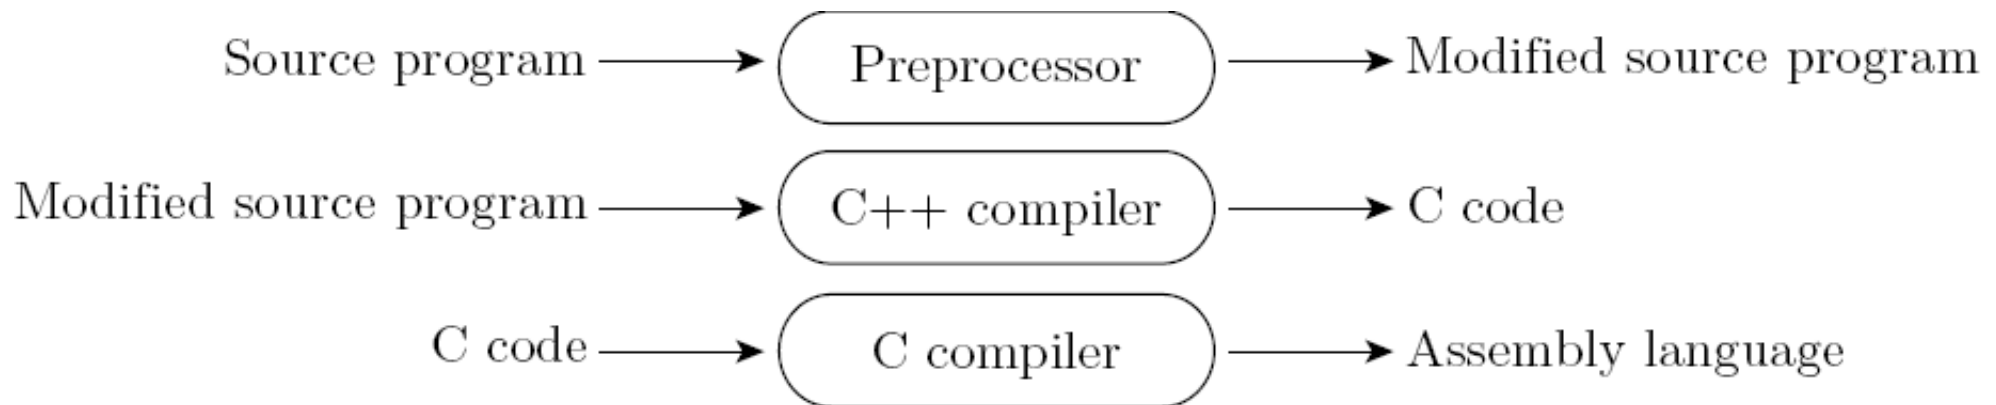 Source program Preprocessor Modified source program
Modified source program C++ compiler C code
C code C compiler Assembly language